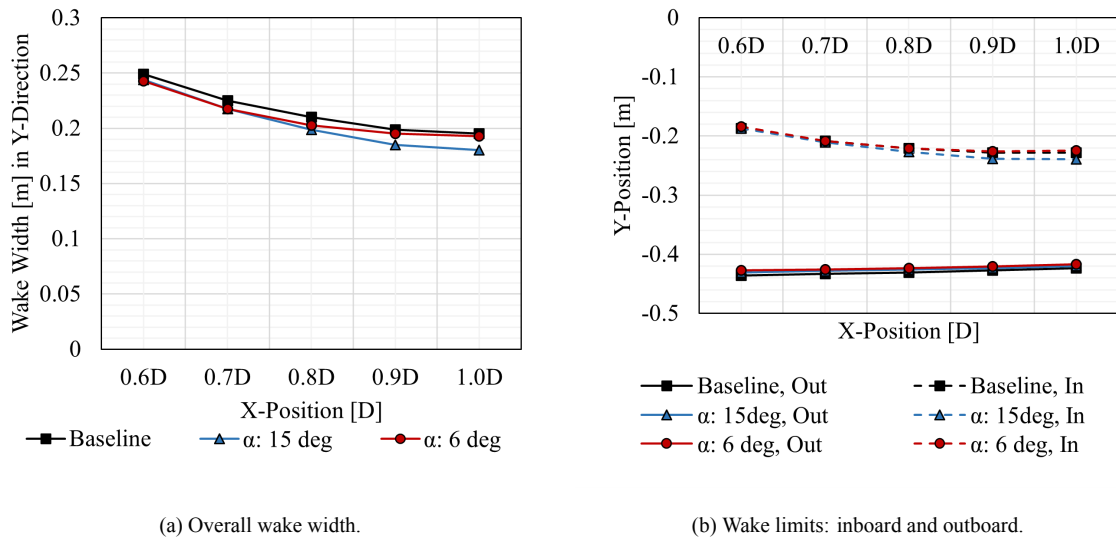 Wake Width [m] in Y-Direction
0.3
0.25
0.2
0.15
0.1
0.05
0
0.6D 0.7D 0.8D 0.9D 1.0D
X-Position [D]
Baseline α: 15 deg α: 6 deg
(a) Overall wake width.
Y-Position [m]
0
-0.1
-0.2
-0.3
-0.4
-0.5
0.6D 0.7D 0.8D 0.9D 1.0D
X-Position [D]
Baseline, Out Baseline, In
α: 15deg, Out α: 15deg, In
α: 6 deg, Out α: 6 deg, In
(b) Wake limits: inboard and outboard.